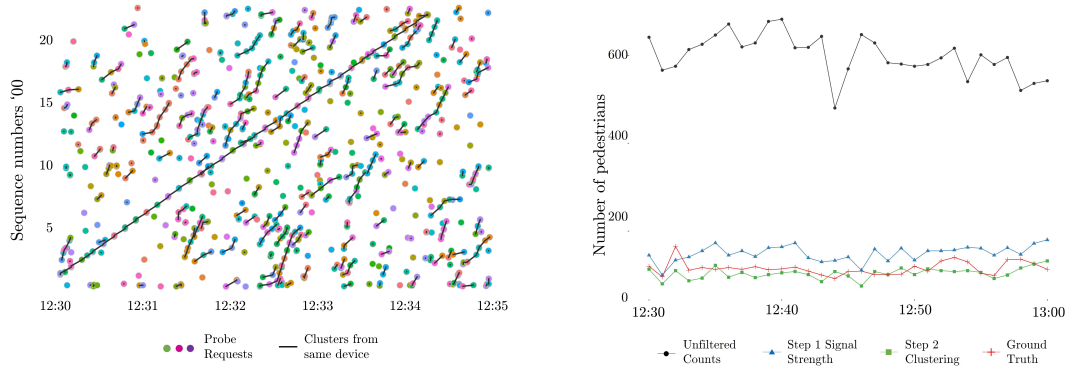 Sequence numbers ‘00
20
15
10
5
12:30
12:31
12:32
12:33
12:34
12:35
Probe
Requests
Clusters from
same device
Number of pedestrians
600
400
200
0
12:30
12:40
12:50
13:00
Unfiltered
Counts
Step 1 Signal
Strength
Step 2
Clustering
Ground
Truth